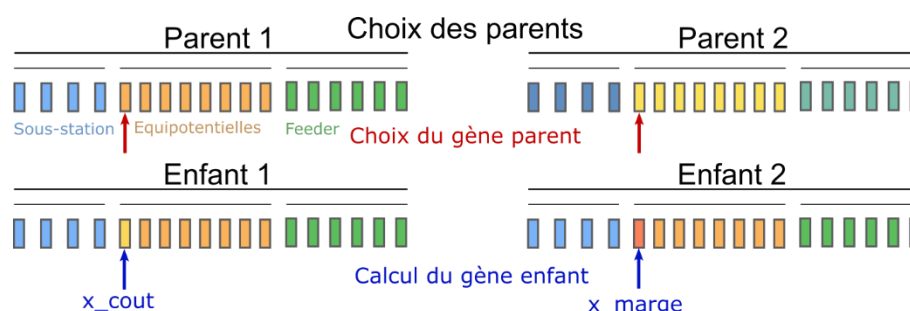 Choix des parents
Parent 1
Parent 2
Sous-station
Equipotentielles
Feeder
Choix du gène parent
Enfant 1
Enfant 2
Calcul du gène enfant
x_cout
x_marge